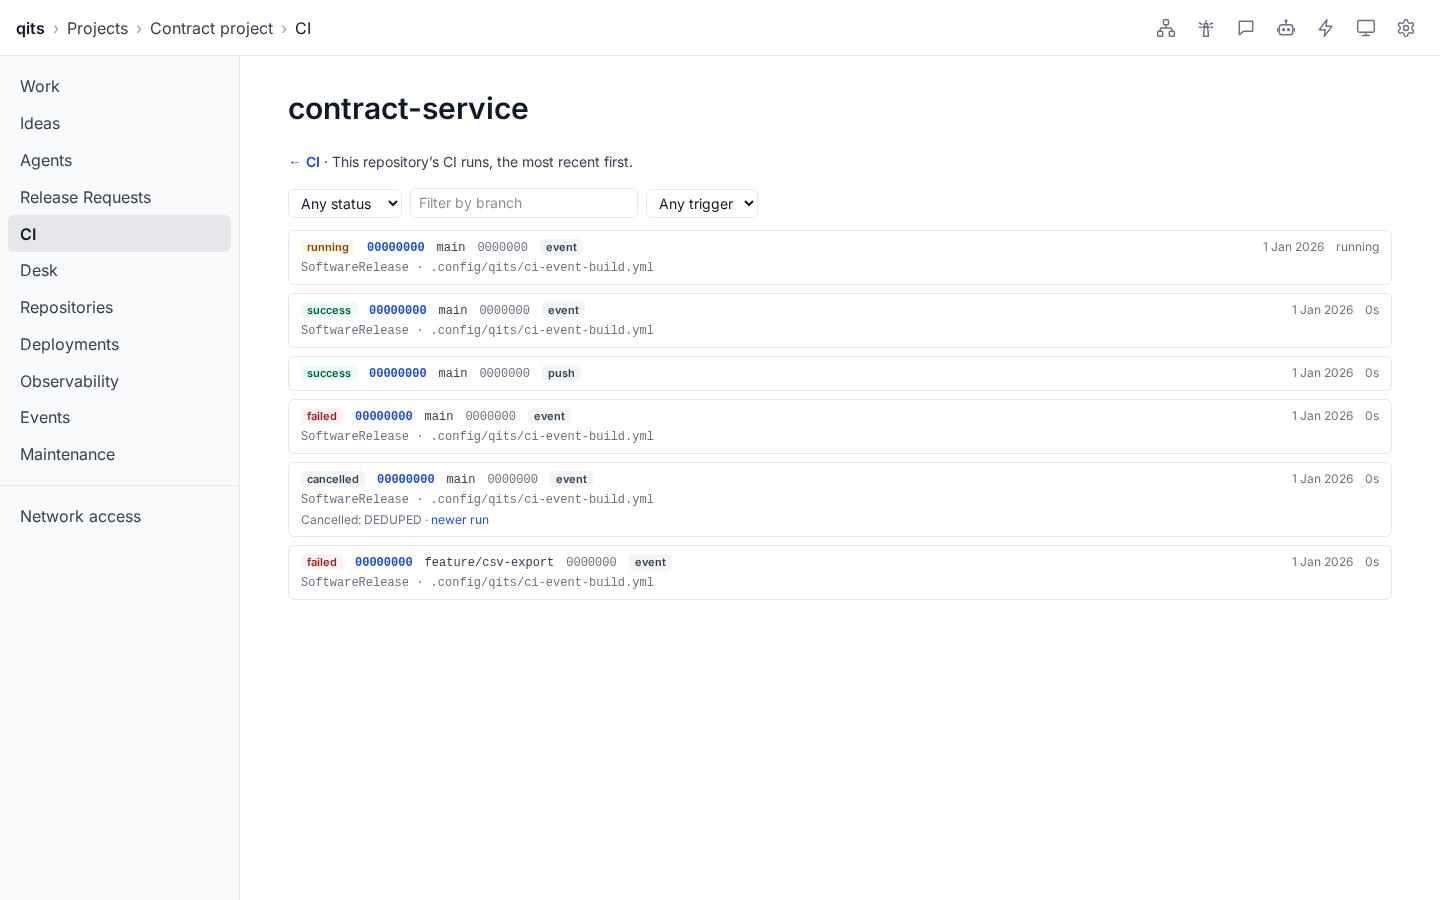 qits › Projects › Contract project › CI
Work
Ideas
Agents
Release Requests
CI
Desk
Repositories
Deployments
Observability
Events
Maintenance
Network access
contract-service
← CI · This repository’s CI runs, the most recent first.
Any status Filter by branch Any trigger
running 00000000 main 0000000 event 1 Jan 2026 running
SoftwareRelease · .config/qits/ci-event-build.yml
success 00000000 main 0000000 event 1 Jan 2026 0s
SoftwareRelease · .config/qits/ci-event-build.yml
success 00000000 main 0000000 push 1 Jan 2026 0s
failed 00000000 main 0000000 event 1 Jan 2026 0s
SoftwareRelease · .config/qits/ci-event-build.yml
cancelled 00000000 main 0000000 event 1 Jan 2026 0s
SoftwareRelease · .config/qits/ci-event-build.yml
Cancelled: DEDUPED · newer run
failed 00000000 feature/csv-export 0000000 event 1 Jan 2026 0s
SoftwareRelease · .config/qits/ci-event-build.yml